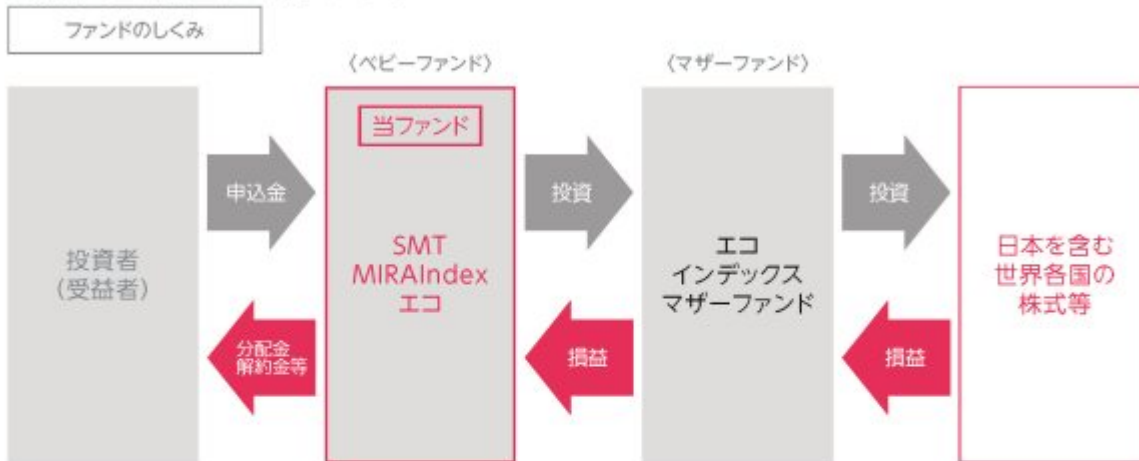 ファンドのしくみ
〈ベビーファンド〉
〈マザーファンド〉
投資者
(受益者)
申込金
分配金
解約金等
当ファンド
SMT
MIRAIndex
エコ
投資
損益
エコ
インデックス
マザーファンド
投資
損益
日本を含む
世界各国の
株式等